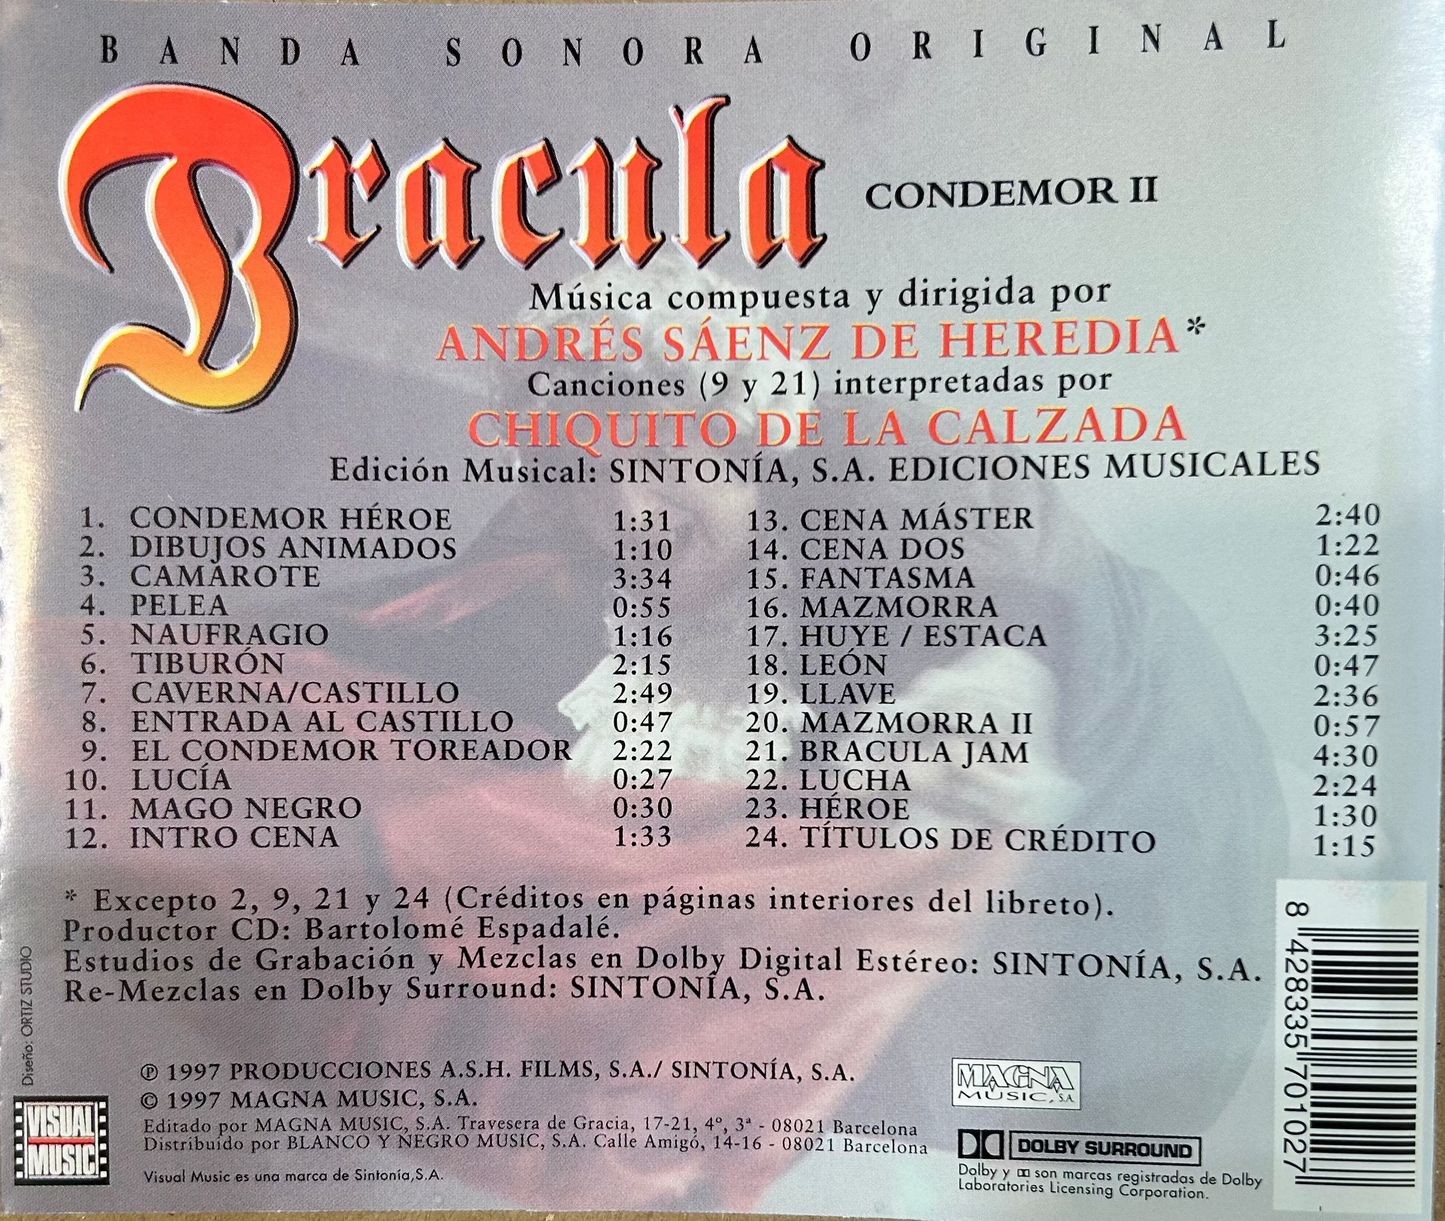 BANDA SONORA ORIGINAL
Bracula CONDEMOR II
Música compuesta y dirigida por
ANDRÉS SÁENZ DE HEREDIA*
Canciones (9 y 21) interpretadas por
CHIQUITO DE LA CALZADA
Edición Musical: SINTONÍA, S.A. EDICIONES MUSICALES
1. CONDEMOR HÉROE 1:31
2. DIBUJOS ANIMADOS 1:10
3. CAMAROTE 3:34
4. PELEA 0:55
5. NAUFRAGIO 1:16
6. TIBURÓN 2:15
7. CAVERNA/CASTILLO 2:49
8. ENTRADA AL CASTILLO 0:47
9. EL CONDEMOR TOREADOR 2:22
10. LUCÍA 0:27
11. MAGO NEGRO 0:30
12. INTRO CENA 1:33
13. CENA MÁSTER 2:40
14. CENA DOS 1:22
15. FANTASMA 0:46
16. MAZMORRA 0:40
17. HUYE / ESTACA 3:25
18. LEÓN 0:47
19. LLAVE 2:36
20. MAZMORRA II 0:57
21. BRACULA JAM 4:30
22. LUCHA 2:24
23. HÉROE 1:30
24. TÍTULOS DE CRÉDITO 1:15
* Excepto 2, 9, 21 y 24 (Créditos en páginas interiores del libreto).
Productor CD: Bartolomé Espadalé.
Estudios de Grabación y Mezclas en Dolby Digital Estéreo: SINTONÍA, S.A.
Re-Mezclas en Dolby Surround: SINTONÍA, S.A.
Diseño: ORTIZ STUDIO
℗ 1997 PRODUCCIONES A.S.H. FILMS, S.A./ SINTONÍA, S.A.
© 1997 MAGNA MUSIC, S.A.
Editado por MAGNA MUSIC, S.A. Travesera de Gracia, 17-21, 4º, 3ª - 08021 Barcelona
Distribuido por BLANCO Y NEGRO MUSIC, S.A. Calle Amigó, 14-16 - 08021 Barcelona
Visual Music es una marca de Sintonía,S.A.
VISUAL
MUSIC
MAGNA
MUSIC, S.A.
DOLBY SURROUND
Dolby y DD son marcas registradas de Dolby
Laboratories Licensing Corporation.
8 428335 701027